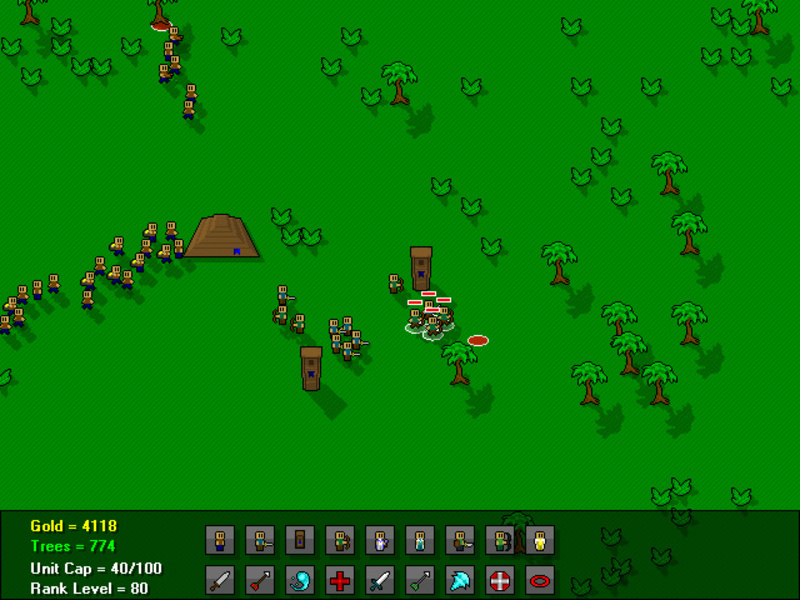 Gold = 4118
Trees = 774
Unit Cap = 40/100
Rank Level = 80